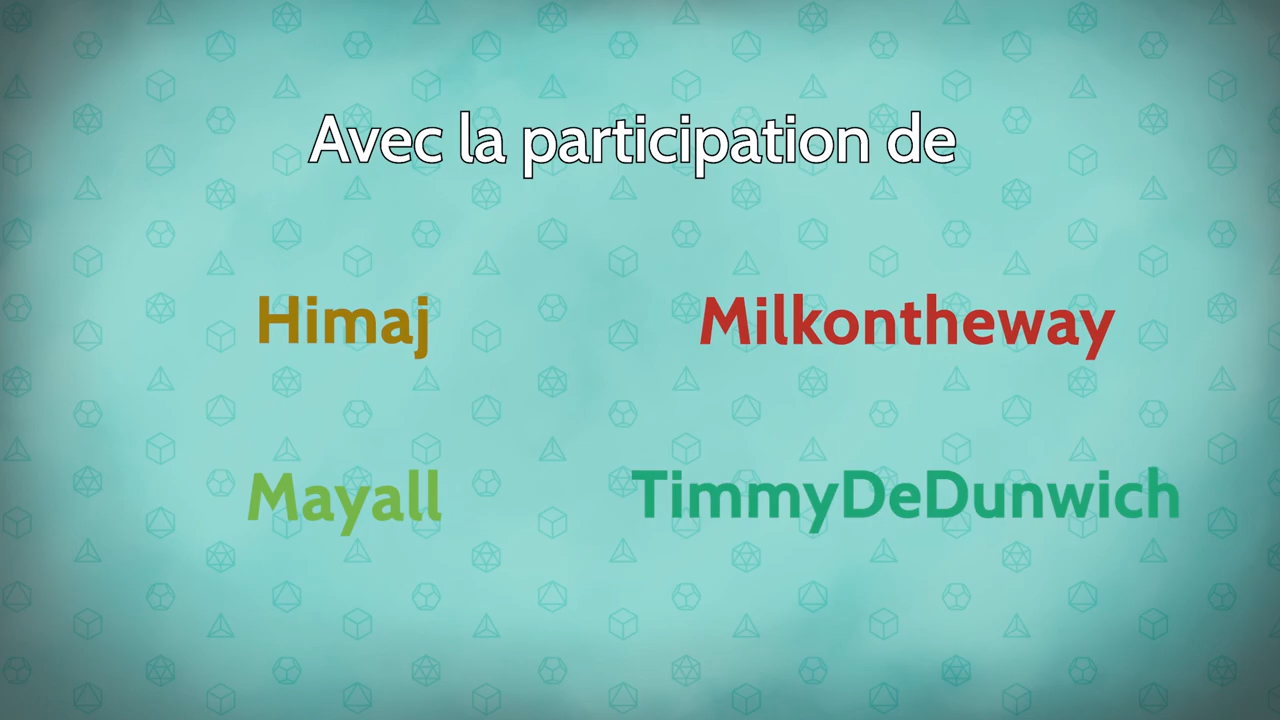 Avec la participation de
Himaj
Milkontheway
Mayall
TimmyDeDunwich